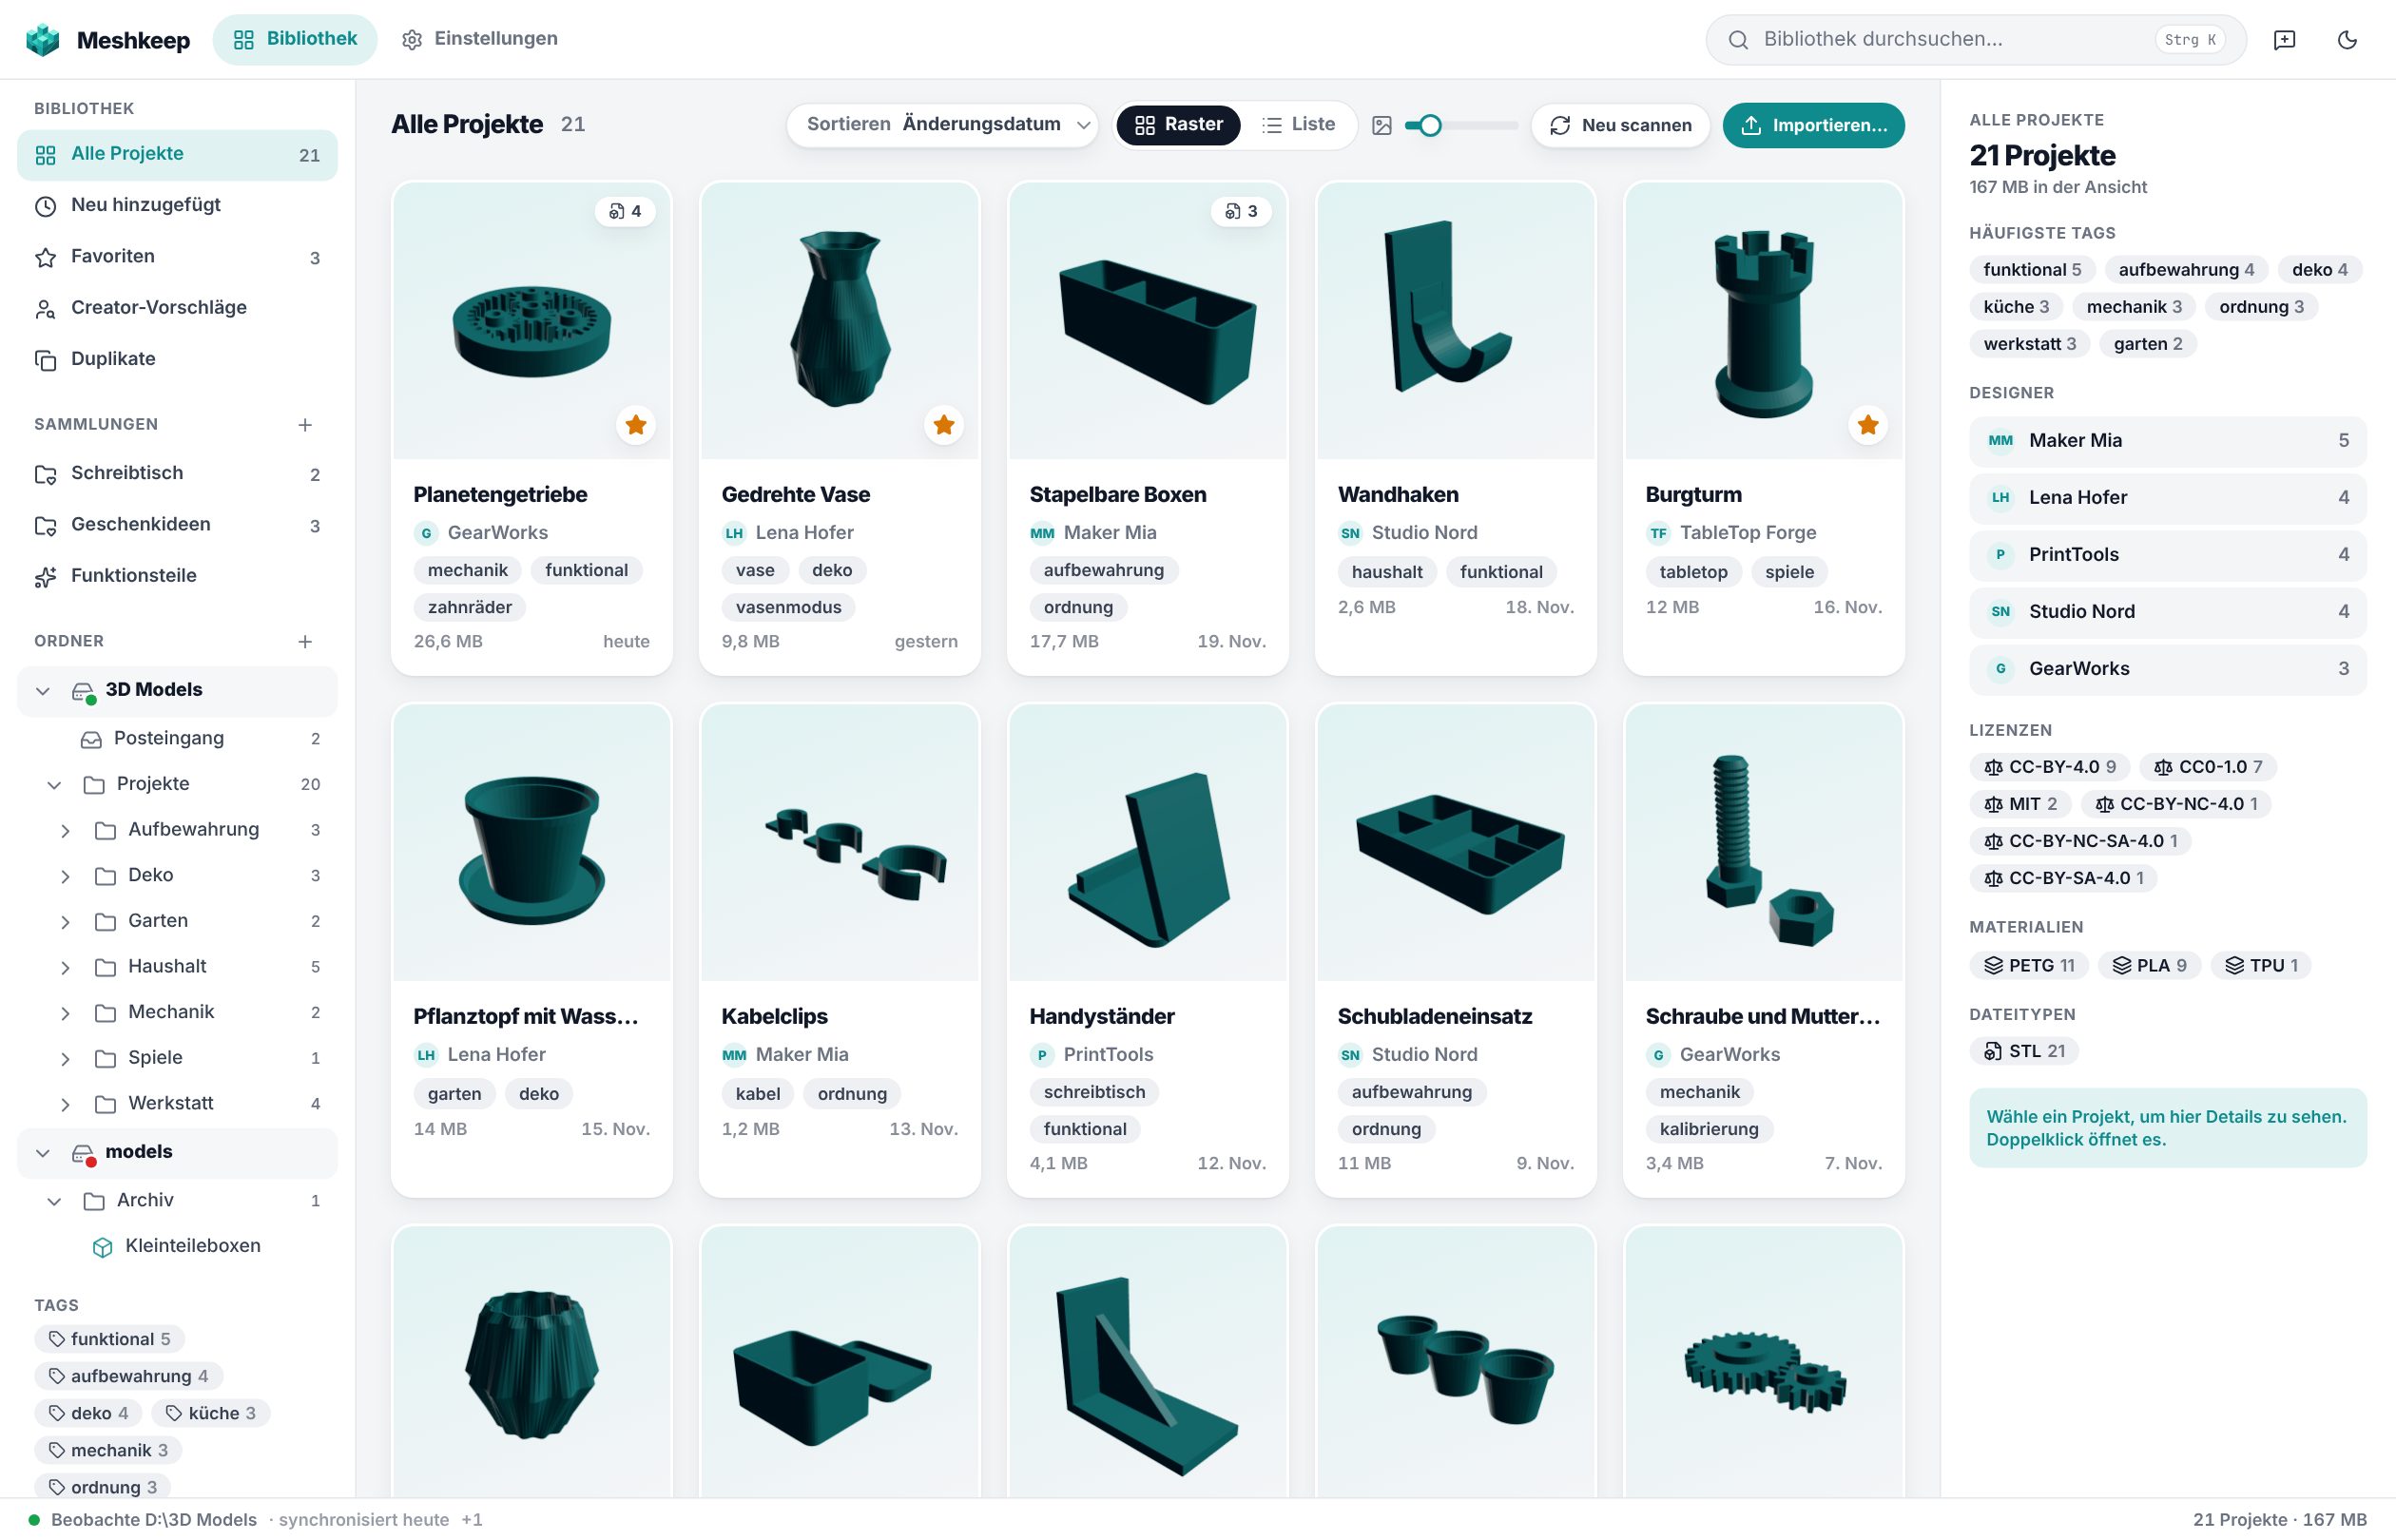 Meshkeep
Bibliothek
Einstellungen
Bibliothek durchsuchen...
Strg K
BIBLIOTHEK
Alle Projekte 21
Neu hinzugefügt
Favoriten 3
Creator-Vorschläge
Duplikate
SAMMLUNGEN
Schreibtisch 2
Geschenkideen 3
Funktionsteile
ORDNER
3D Models
Posteingang 2
Projekte 20
Aufbewahrung 3
Deko 3
Garten 2
Haushalt 5
Mechanik 2
Spiele 1
Werkstatt 4
models
Archiv 1
Kleinteileboxen
TAGS
funktional 5
aufbewahrung 4
deko 4 küche 3
mechanik 3
ordnung 3
Alle Projekte 21
Sortieren Änderungsdatum
Raster Liste
Neu scannen
Importieren...
4
Planetengetriebe
G GearWorks
mechanik funktional
zahnräder
26,6 MB heute
Gedrehte Vase
LH Lena Hofer
vase deko
vasenmodus
9,8 MB gestern
3
Stapelbare Boxen
MM Maker Mia
aufbewahrung
ordnung
17,7 MB 19. Nov.
Wandhaken
SN Studio Nord
haushalt funktional
2,6 MB 18. Nov.
Burgturm
TF TableTop Forge
tabletop spiele
12 MB 16. Nov.
Pflanztopf mit Wass...
LH Lena Hofer
garten deko
14 MB 15. Nov.
Kabelclips
MM Maker Mia
kabel ordnung
1,2 MB 13. Nov.
Handyständer
P PrintTools
schreibtisch
funktional
4,1 MB 12. Nov.
Schubladeneinsatz
SN Studio Nord
aufbewahrung
ordnung
11 MB 9. Nov.
Schraube und Mutter...
G GearWorks
mechanik
kalibrierung
3,4 MB 7. Nov.
ALLE PROJEKTE
21 Projekte
167 MB in der Ansicht
HÄUFIGSTE TAGS
funktional 5 aufbewahrung 4 deko 4
küche 3 mechanik 3 ordnung 3
werkstatt 3 garten 2
DESIGNER
MM Maker Mia 5
LH Lena Hofer 4
P PrintTools 4
SN Studio Nord 4
G GearWorks 3
LIZENZEN
CC-BY-4.0 9 CC0-1.0 7
MIT 2 CC-BY-NC-4.0 1
CC-BY-NC-SA-4.0 1
CC-BY-SA-4.0 1
MATERIALIEN
PETG 11 PLA 9 TPU 1
DATEITYPEN
STL 21
Wähle ein Projekt, um hier Details zu sehen.
Doppelklick öffnet es.
Beobachte D:\3D Models · synchronisiert heute +1
21 Projekte · 167 MB